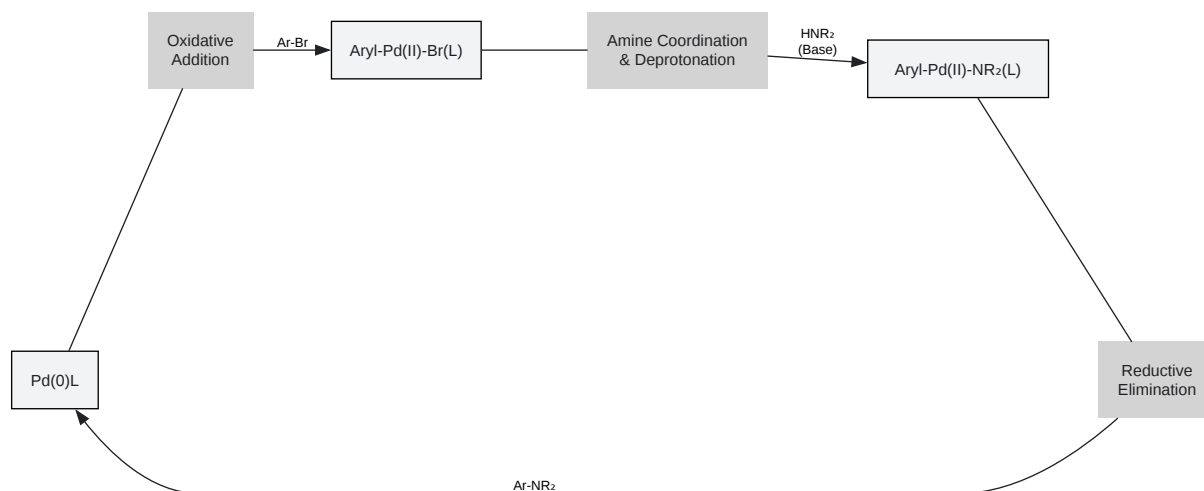 Oxidative
Addition
Ar-Br
Aryl-Pd(II)-Br(L)
Amine Coordination
& Deprotonation
HNR₂
(Base)
Aryl-Pd(II)-NR₂(L)
Pd(0)L
Reductive
Elimination
Ar-NR₂